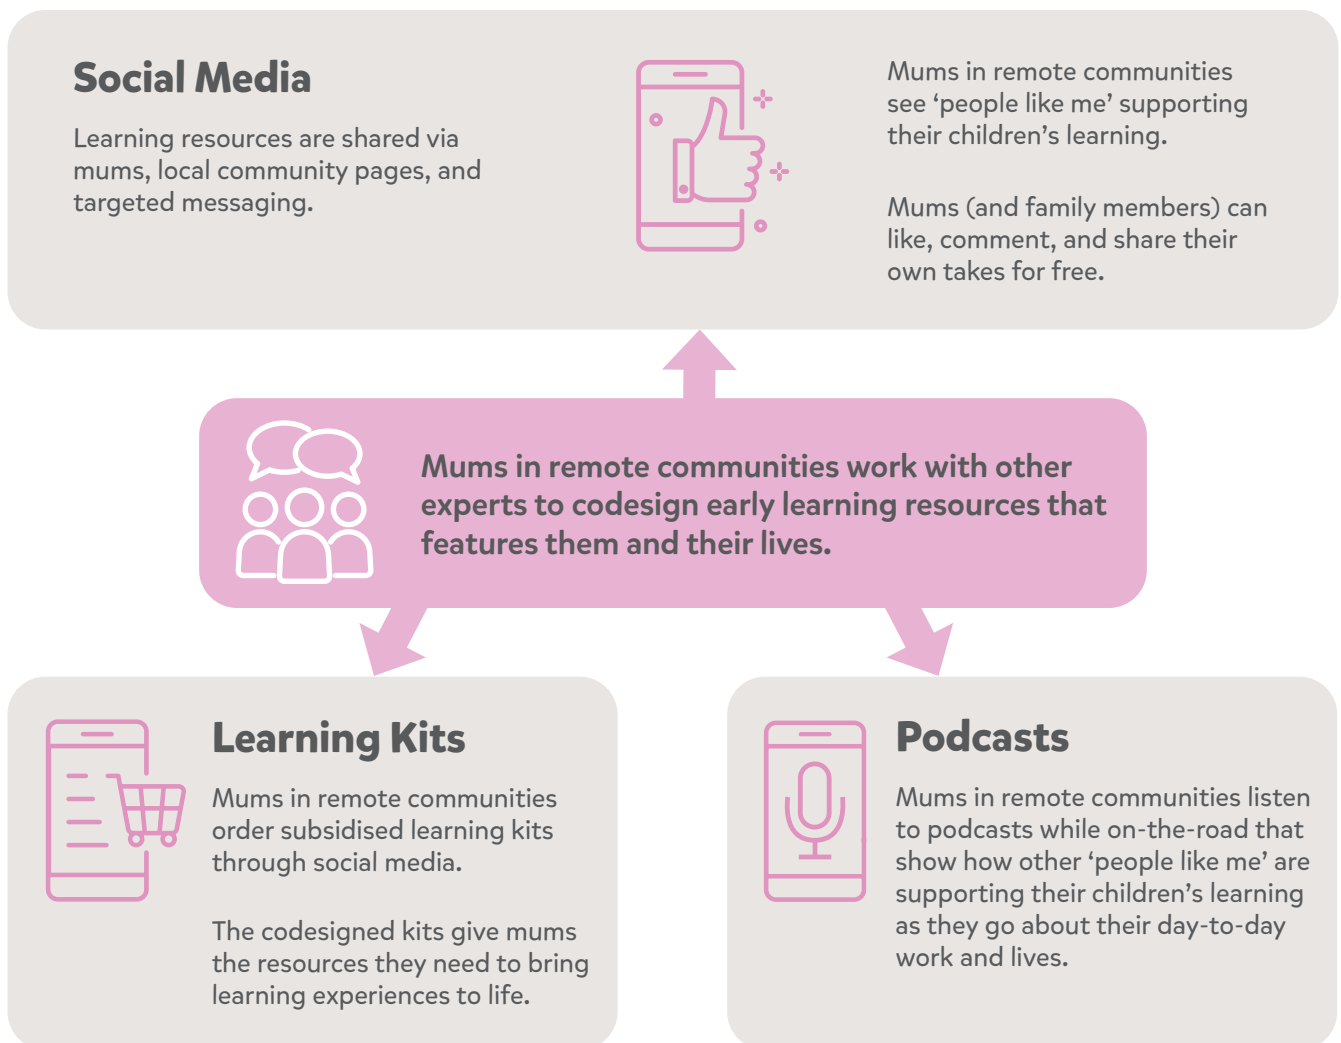 Social Media
Learning resources are shared via
mums, local community pages, and
targeted messaging.
Mums in remote communities
see ‘people like me’ supporting
their children’s learning.
Mums (and family members) can
like, comment, and share their
own takes for free.
Mums in remote communities work with other
experts to codesign early learning resources that
features them and their lives.
Learning Kits
Mums in remote communities
order subsidised learning kits
through social media.
The codesigned kits give mums
the resources they need to bring
learning experiences to life.
Podcasts
Mums in remote communities listen
to podcasts while on-the-road that
show how other ‘people like me’ are
supporting their children’s learning
as they go about their day-to-day
work and lives.